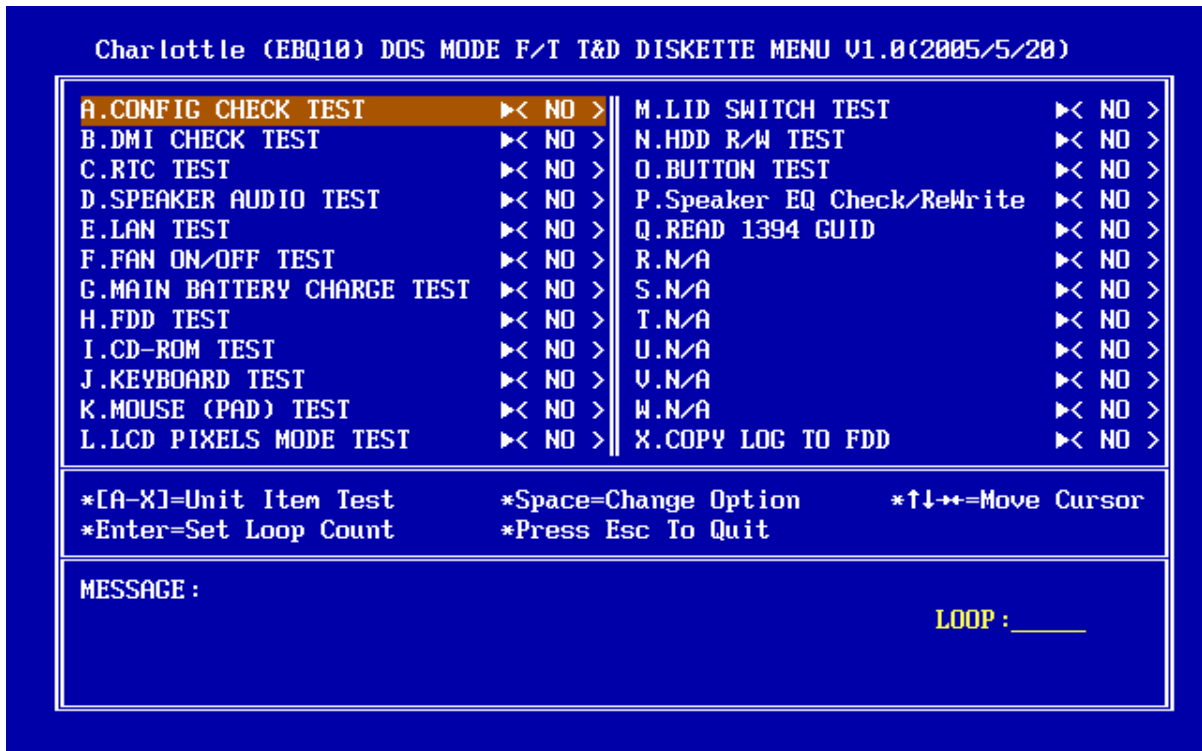 Charlottle (EBQ10) DOS MODE F/T T&D DISKETTE MENU V1.0(2005/5/20)
A.CONFIG CHECK TEST ►< NO >
B.DMI CHECK TEST ►< NO >
C.RTC TEST ►< NO >
D.SPEAKER AUDIO TEST ►< NO >
E.LAN TEST ►< NO >
F.FAN ON/OFF TEST ►< NO >
G.MAIN BATTERY CHARGE TEST ►< NO >
H.FDD TEST ►< NO >
I.CD-ROM TEST ►< NO >
J.KEYBOARD TEST ►< NO >
K.MOUSE (PAD) TEST ►< NO >
L.LCD PIXELS MODE TEST ►< NO >
M.LID SWITCH TEST ►< NO >
N.HDD R/W TEST ►< NO >
O.BUTTON TEST ►< NO >
P.Speaker EQ Check/ReWrite ►< NO >
Q.READ 1394 GUID ►< NO >
R.N/A ►< NO >
S.N/A ►< NO >
T.N/A ►< NO >
U.N/A ►< NO >
V.N/A ►< NO >
W.N/A ►< NO >
X.COPY LOG TO FDD ►< NO >
*[A-X]=Unit Item Test *Space=Change Option *↑↓→←=Move Cursor
*Enter=Set Loop Count *Press Esc To Quit
MESSAGE:
LOOP:_____